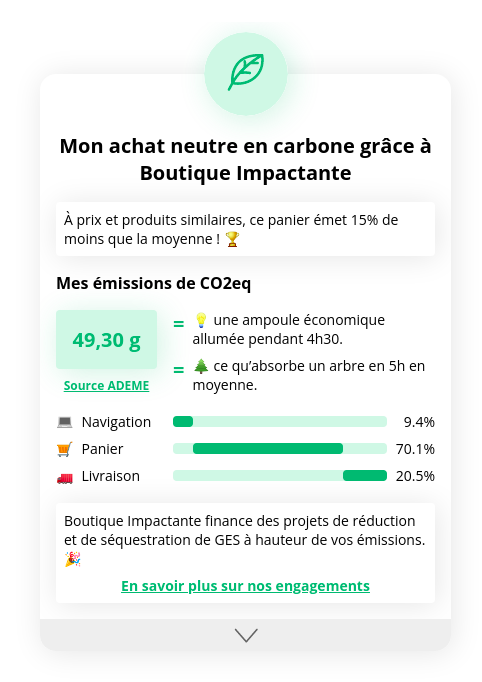 Mon achat neutre en carbone grâce à
Boutique Impactante
À prix et produits similaires, ce panier émet 15% de
moins que la moyenne ! 🏆
Mes émissions de CO2eq
49,30 g
Source ADEME
= 💡 une ampoule économique
allumée pendant 4h30.
= 🌲 ce qu’absorbe un arbre en 5h en
moyenne.
💻 Navigation 9.4%
🛒 Panier 70.1%
🚚 Livraison 20.5%
Boutique Impactante finance des projets de réduction
et de séquestration de GES à hauteur de vos émissions.
🎉
En savoir plus sur nos engagements